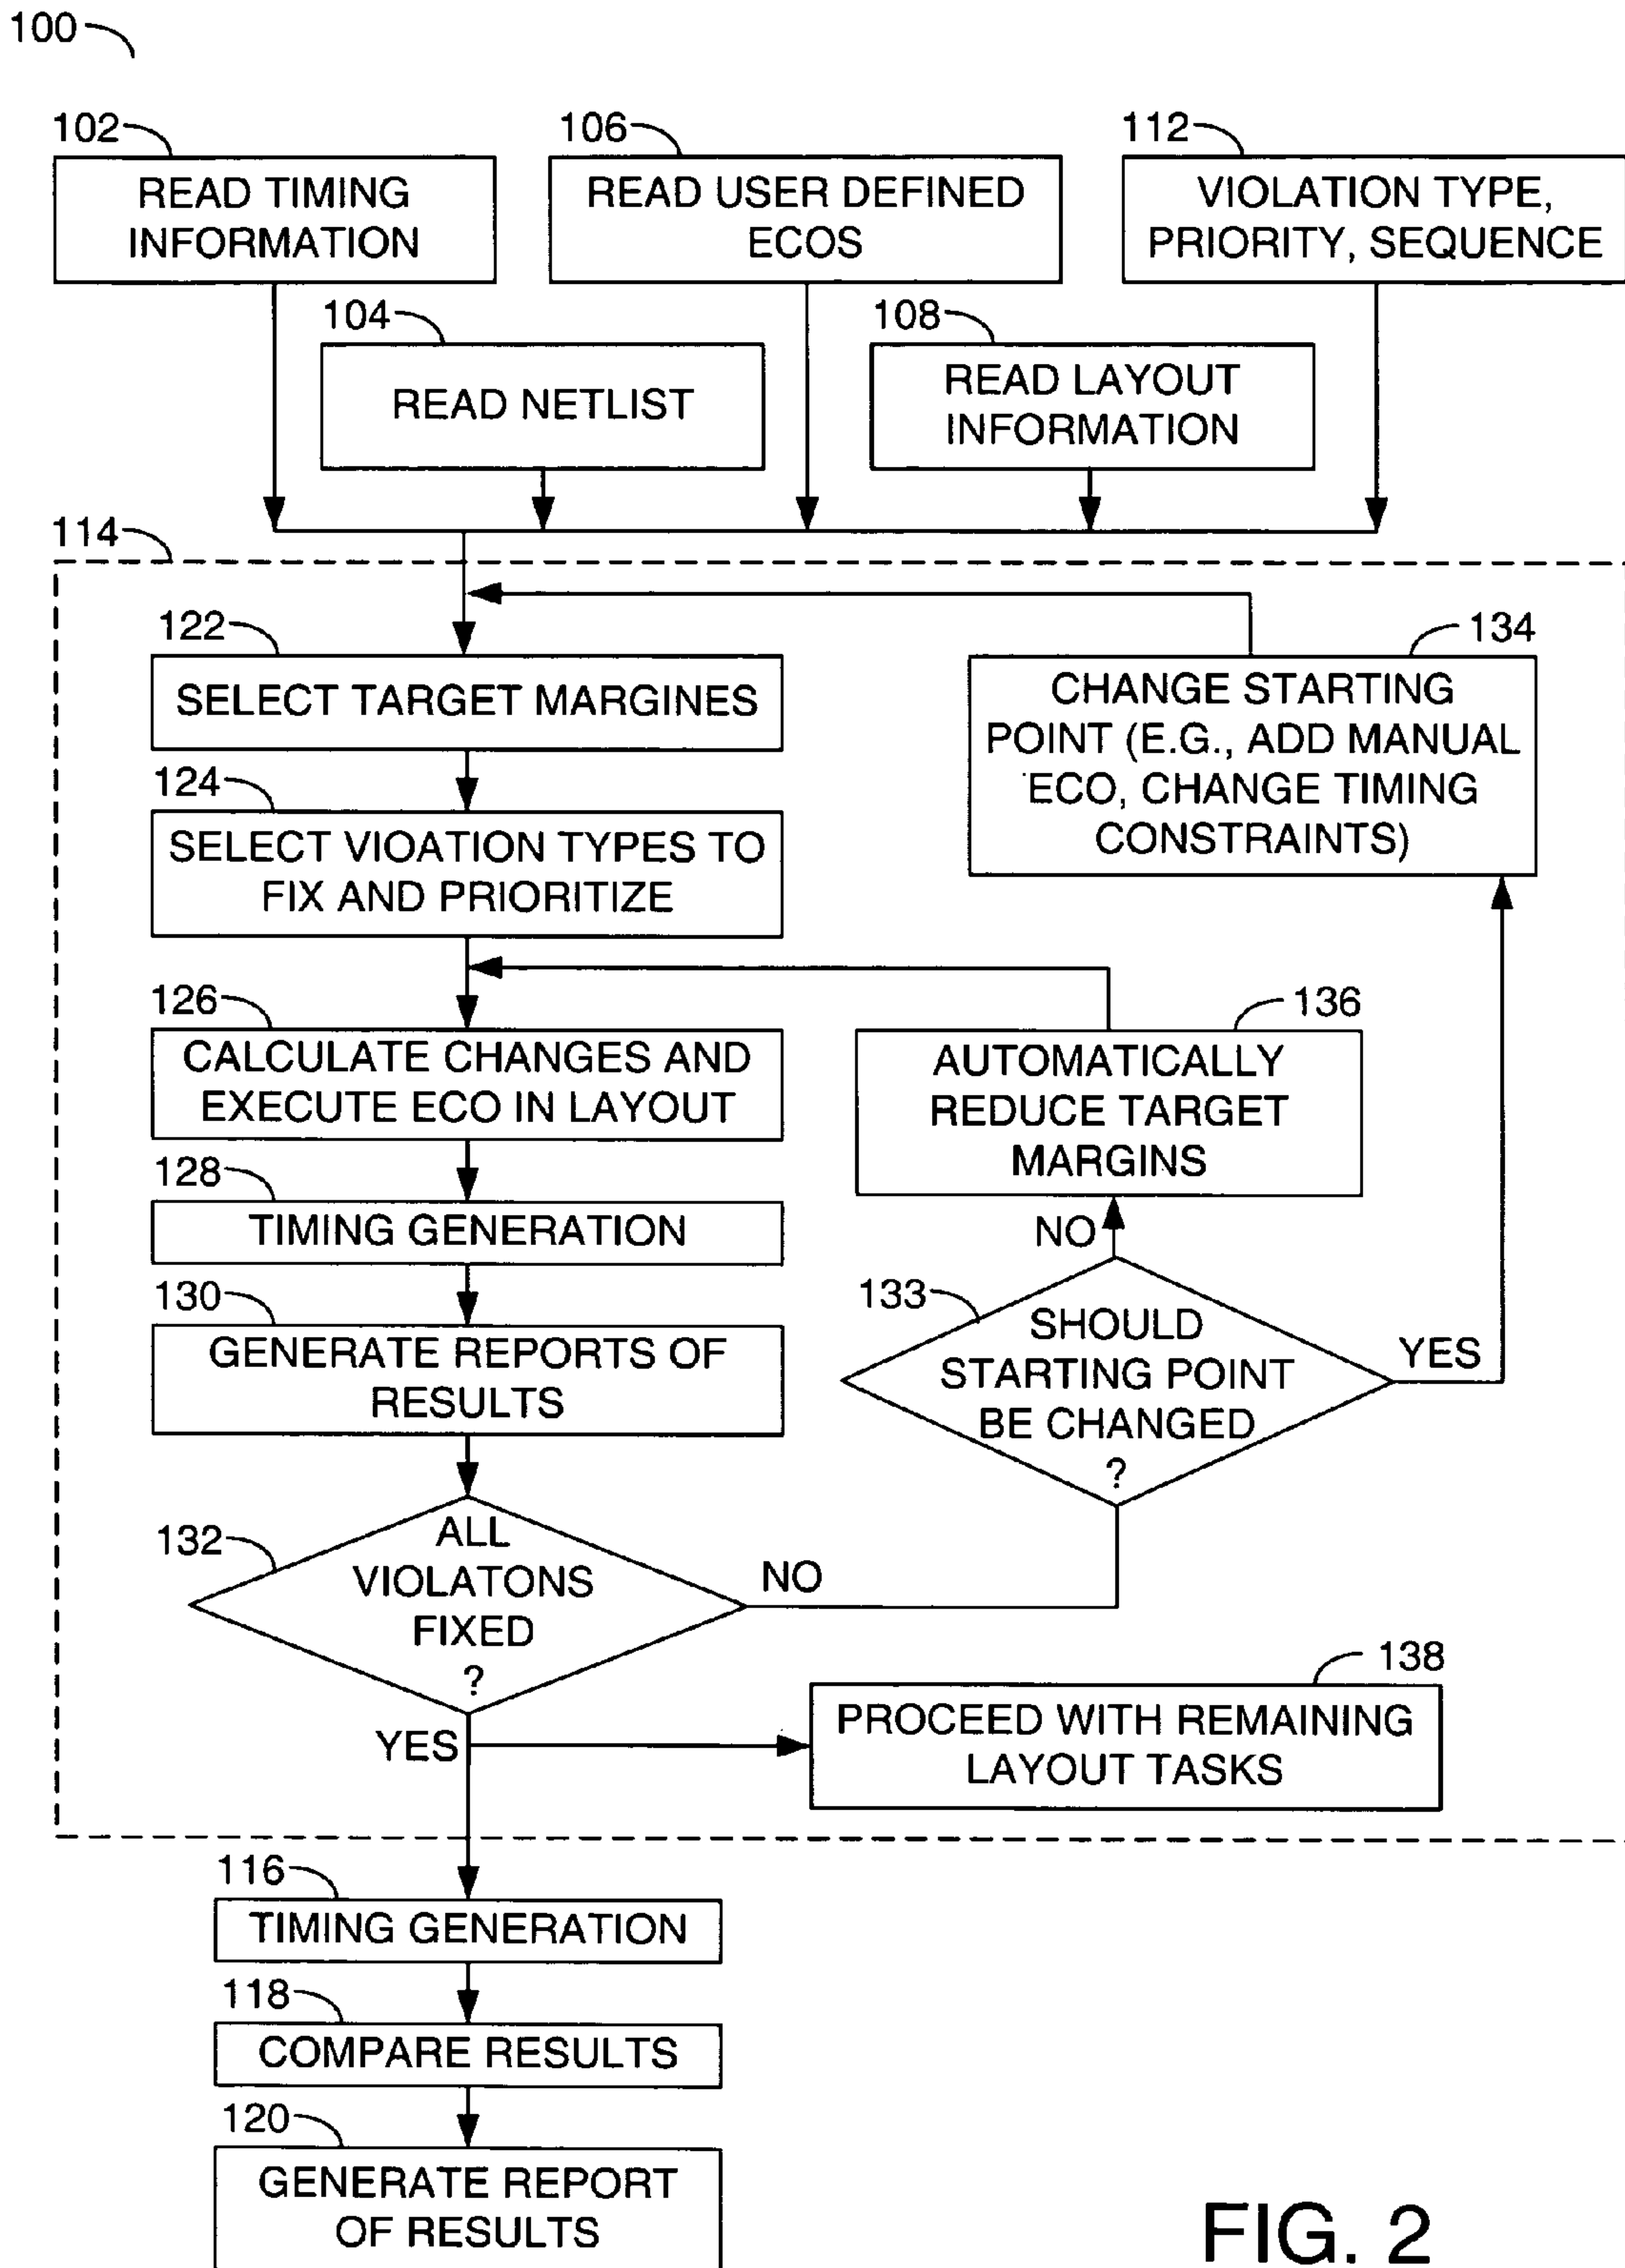 100
102
106
112
READ TIMING
INFORMATION
READ USER DEFINED
ECOS
VIOLATION TYPE,
PRIORITY, SEQUENCE
104
108
READ NETLIST
READ LAYOUT
INFORMATION
114
122
134
SELECT TARGET MARGINES
CHANGE STARTING
POINT (E.G., ADD MANUAL
ECO, CHANGE TIMING
CONSTRAINTS)
124
SELECT VIOATION TYPES TO
FIX AND PRIORITIZE
126
136
CALCULATE CHANGES AND
EXECUTE ECO IN LAYOUT
AUTOMATICALLY
REDUCE TARGET
MARGINS
128
TIMING GENERATION
NO
130
133
GENERATE REPORTS OF
RESULTS
SHOULD
STARTING POINT
BE CHANGED
?
YES
132
ALL
VIOLATONS
FIXED
?
NO
138
YES
PROCEED WITH REMAINING
LAYOUT TASKS
116
TIMING GENERATION
118
COMPARE RESULTS
120
GENERATE REPORT
OF RESULTS
FIG. 2